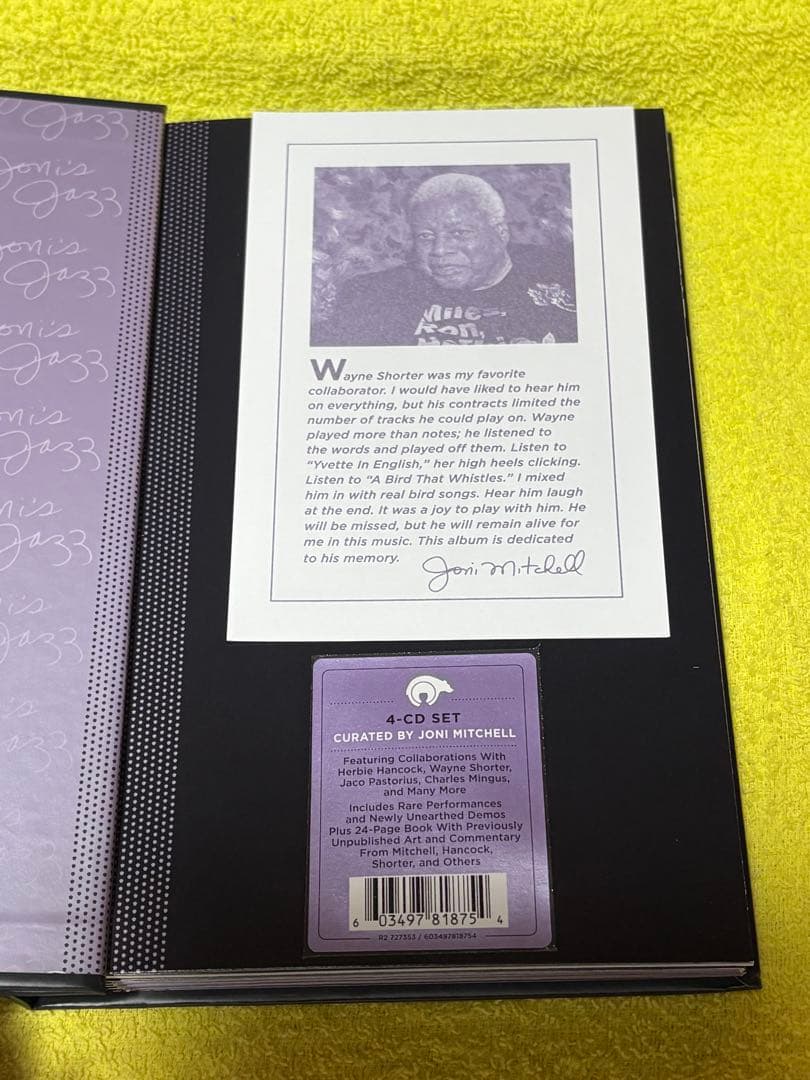 Jazz
Joni's
Jazz
Joni's
Jazz
Joni's
Jazz
Jazz
Jazz
Miles
Wayne Shorter was my favorite
collaborator. I would have liked to hear him
on everything, but his contracts limited the
number of tracks he could play on. Wayne
played more than notes; he listened to
the words and played off them. Listen to
“Yvette In English,” her high heels clicking.
Listen to “A Bird That Whistles.” I mixed
him in with real bird songs. Hear him laugh
at the end. It was a joy to play with him. He
will be missed, but he will remain alive for
me in this music. This album is dedicated
to his memory.
Joni Mitchell
4-CD SET
CURATED BY JONI MITCHELL
Featuring Collaborations With
Herbie Hancock, Wayne Shorter,
Jaco Pastorius, Charles Mingus,
and Many More
Includes Rare Performances
and Newly Unearthed Demos
Plus 24-Page Book With Previously
Unpublished Art and Commentary
From Mitchell, Hancock,
Shorter, and Others
6 03497 81875 4
R2 727353 / 603497818754